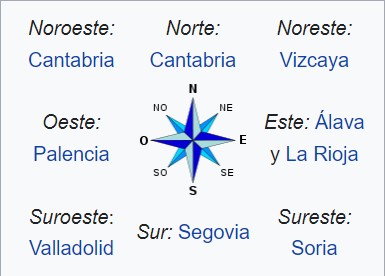 Noroeste:
Cantabria
Norte:
Cantabria
Noreste:
Vizcaya
Oeste:
Palencia
N
NO
NE
O
E
SO
SE
S
Este: Álava
y La Rioja
Suroeste:
Valladolid
Sur: Segovia
Sureste:
Soria